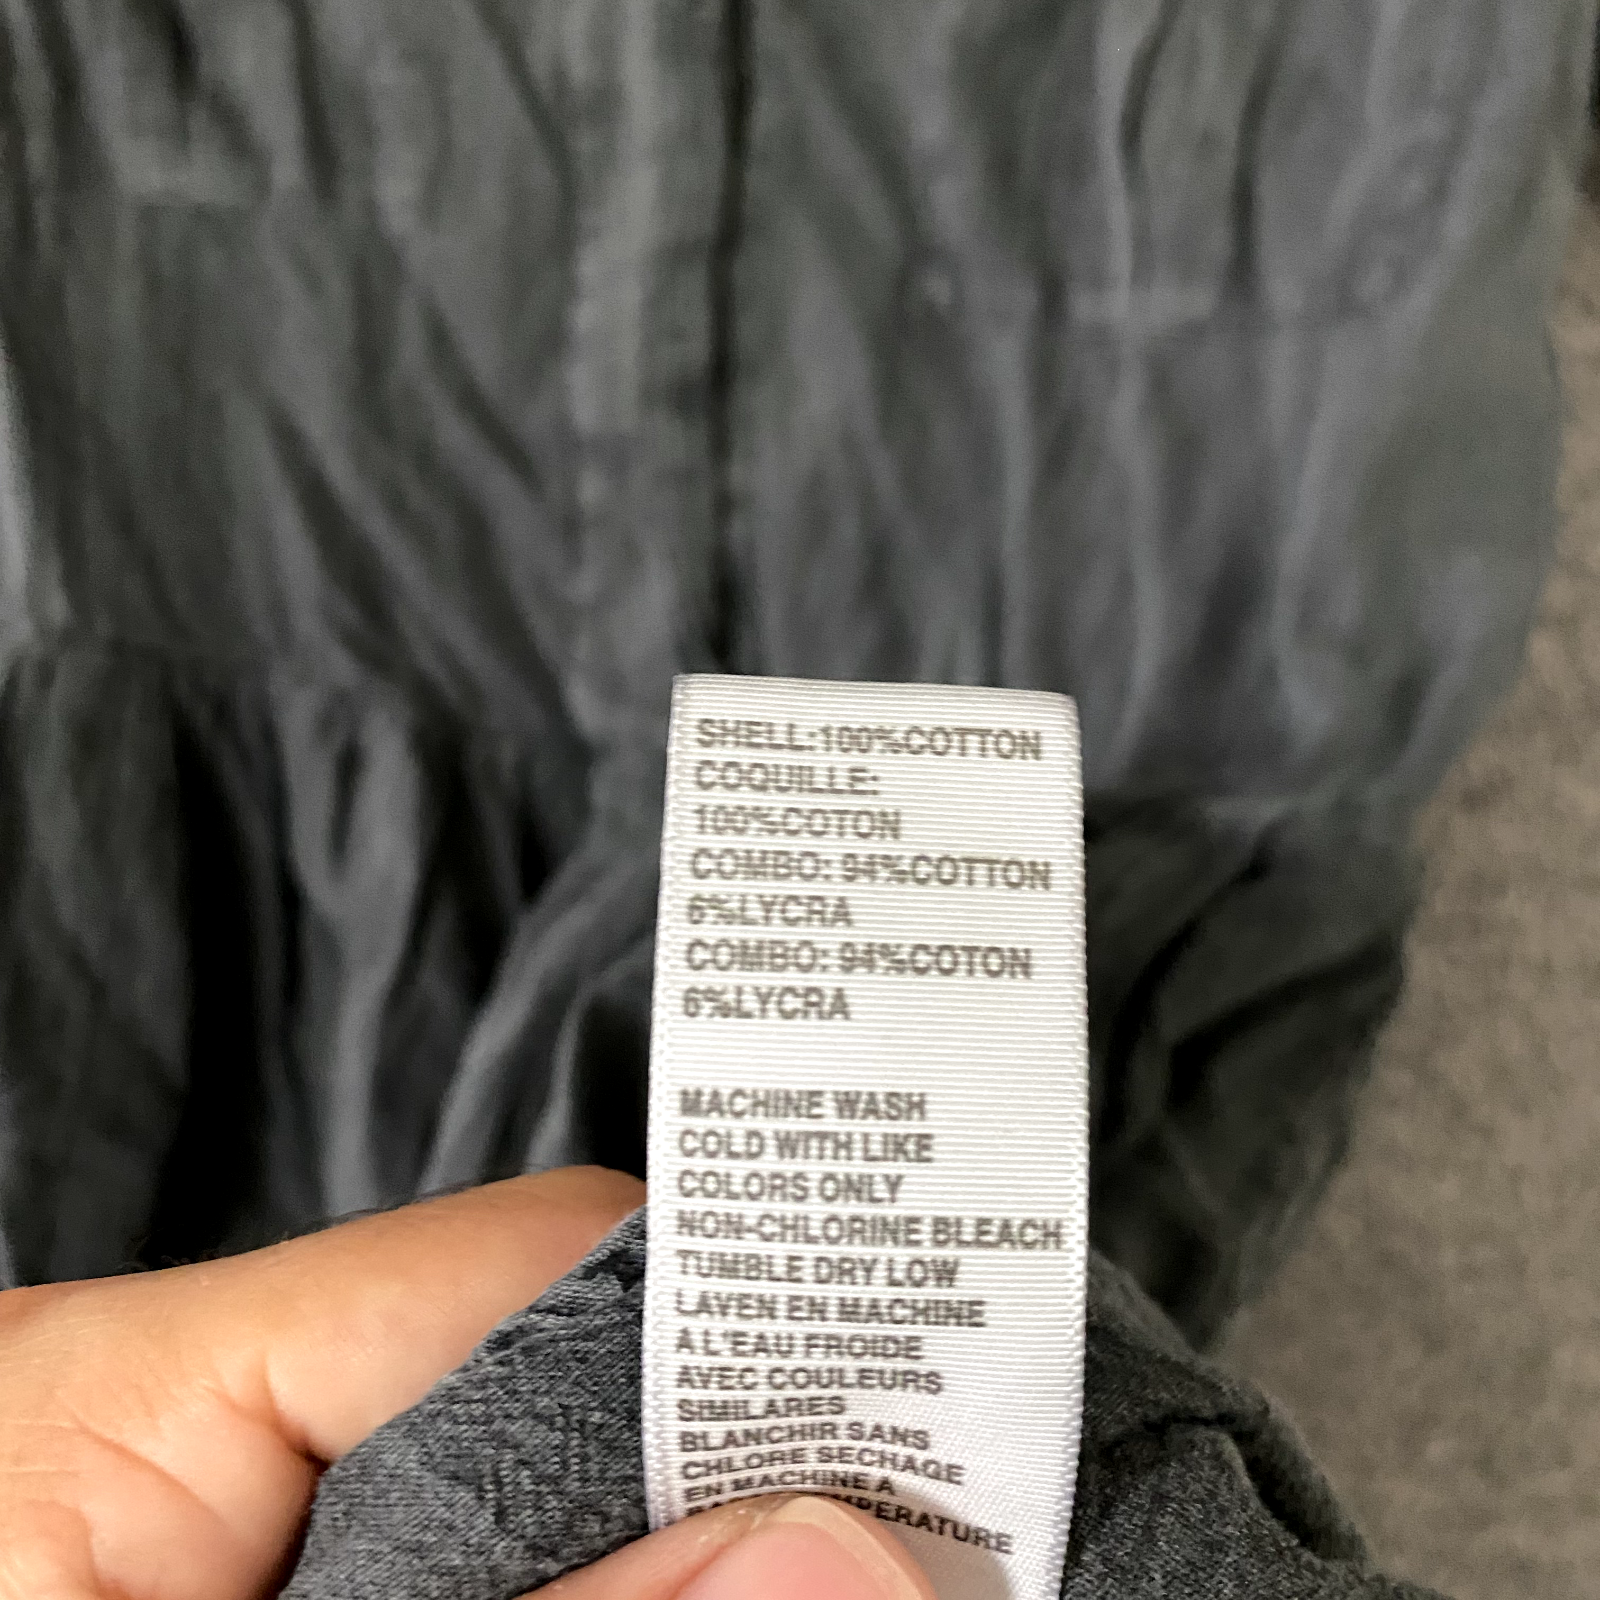 SHELL:100%COTTON
COQUILLE:
100%COTON
COMBO: 94%COTTON
6%LYCRA
COMBO: 94%COTON
6%LYCRA
MACHINE WASH
COLD WITH LIKE
COLORS ONLY
NON-CHLORINE BLEACH
TUMBLE DRY LOW
LAVEN EN MACHINE
A L'EAU FROIDE
AVEC COULEURS
SIMILARES
BLANCHIR SANS
CHLORE SECHAGE
EN MACHINE A